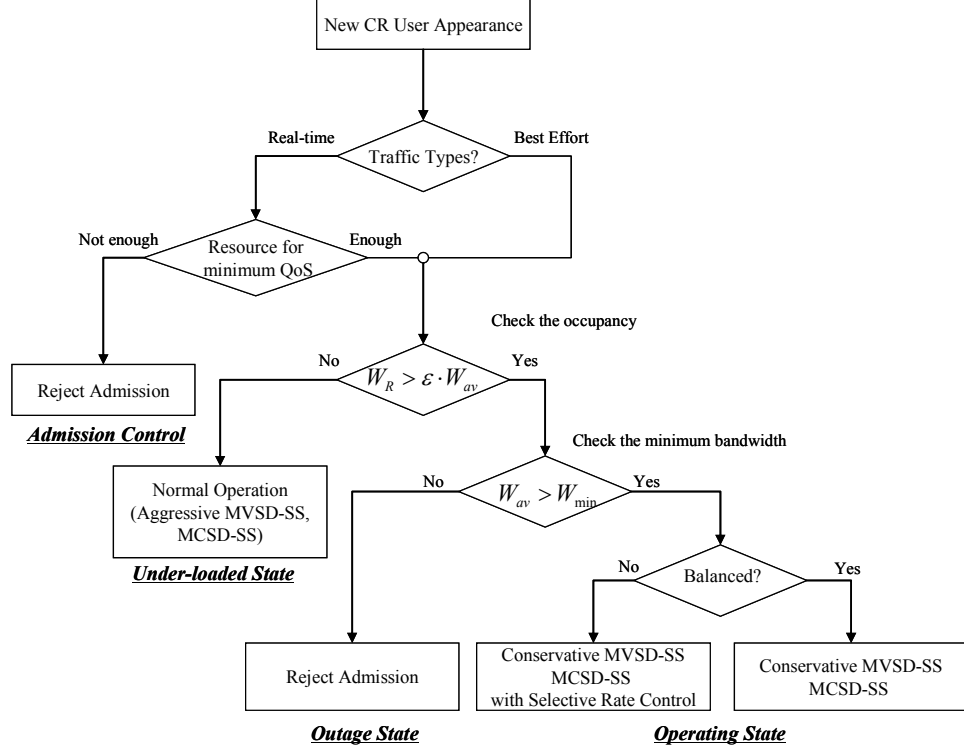 New CR User Appearance
Real-time
Best Effort
Traffic Types?
Not enough
Enough
Resource for
minimum QoS
Check the occupancy
No
Yes
W_R > ε · W_av
Reject Admission
Admission Control
Check the minimum bandwidth
No
Yes
W_av > W_min
Normal Operation
(Aggressive MVSD-SS,
MCSD-SS)
Under-loaded State
No
Yes
Balanced?
Reject Admission
Conservative MVSD-SS
MCSD-SS
with Selective Rate Control
Conservative MVSD-SS
MCSD-SS
Outage State
Operating State